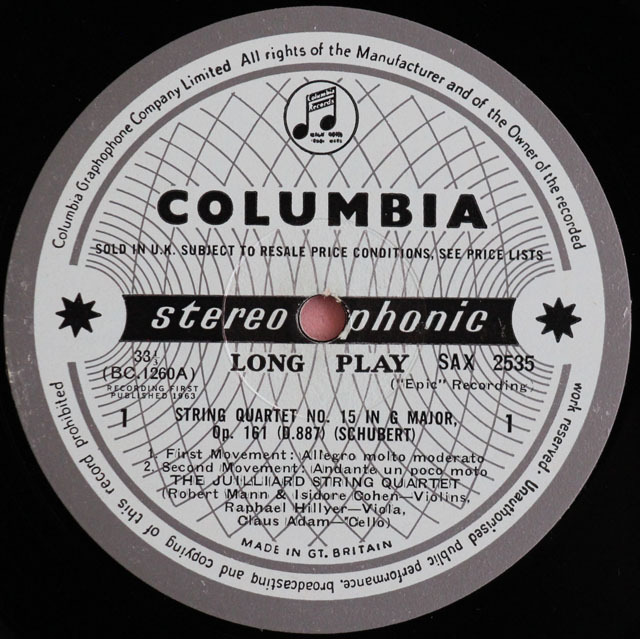 Columbia Graphophone Company Limited All rights of the Manufacturer and of the Owner of the recorded
work reserved! Unauthorised public performance, broadcasting and copying of this record prohibited
Columbia
Records
COLUMBIA
SOLD IN U.K. SUBJECT TO RESALE PRICE CONDITIONS, SEE PRICE LISTS
stereo phonic
33⅓
LONG PLAY SAX 2535
(BC.1260A)
("Epic" Recording)
RECORDING FIRST
PUBLISHED 1963
1 1
STRING QUARTET NO. 15 IN G MAJOR,
Op. 161 (D.887) (SCHUBERT)
1. First Movement: Allegro molto moderato
2. Second Movement: Andante un poco moto
THE JUILLIARD STRING QUARTET
(Robert Mann & Isidore Cohen—Violins,
Raphael Hillyer—Viola,
Claus Adam—'Cello)
MADE IN GT. BRITAIN